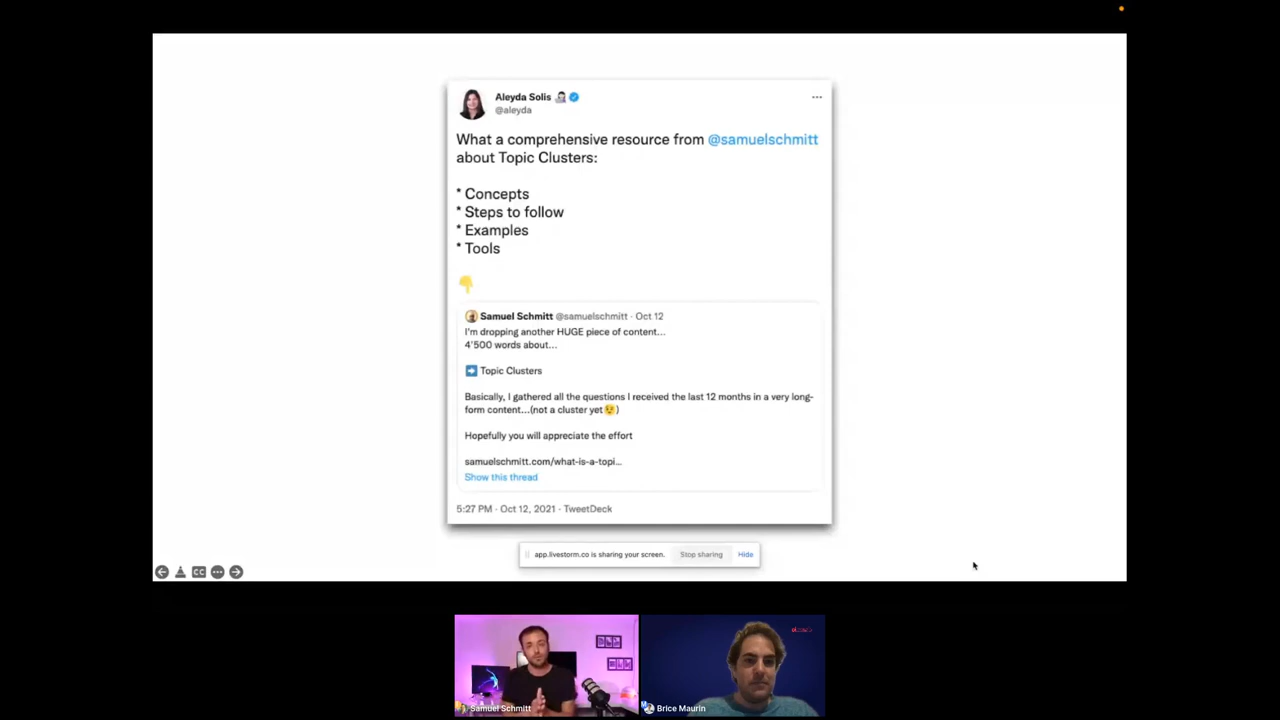 Aleyda Solis
@aleyda
What a comprehensive resource from @samuelschmitt
about Topic Clusters:
* Concepts
* Steps to follow
* Examples
* Tools
Samuel Schmitt @samuelschmitt · Oct 12
I'm dropping another HUGE piece of content...
4'500 words about...
Topic Clusters
Basically, I gathered all the questions I received the last 12 months in a very long-
form content...(not a cluster yet😉)
Hopefully you will appreciate the effort
samuelschmitt.com/what-is-a-topi...
Show this thread
5:27 PM · Oct 12, 2021 · TweetDeck
app.livestorm.co is sharing your screen. Stop sharing Hide
CC
Samuel Schmitt
Brice Maurin